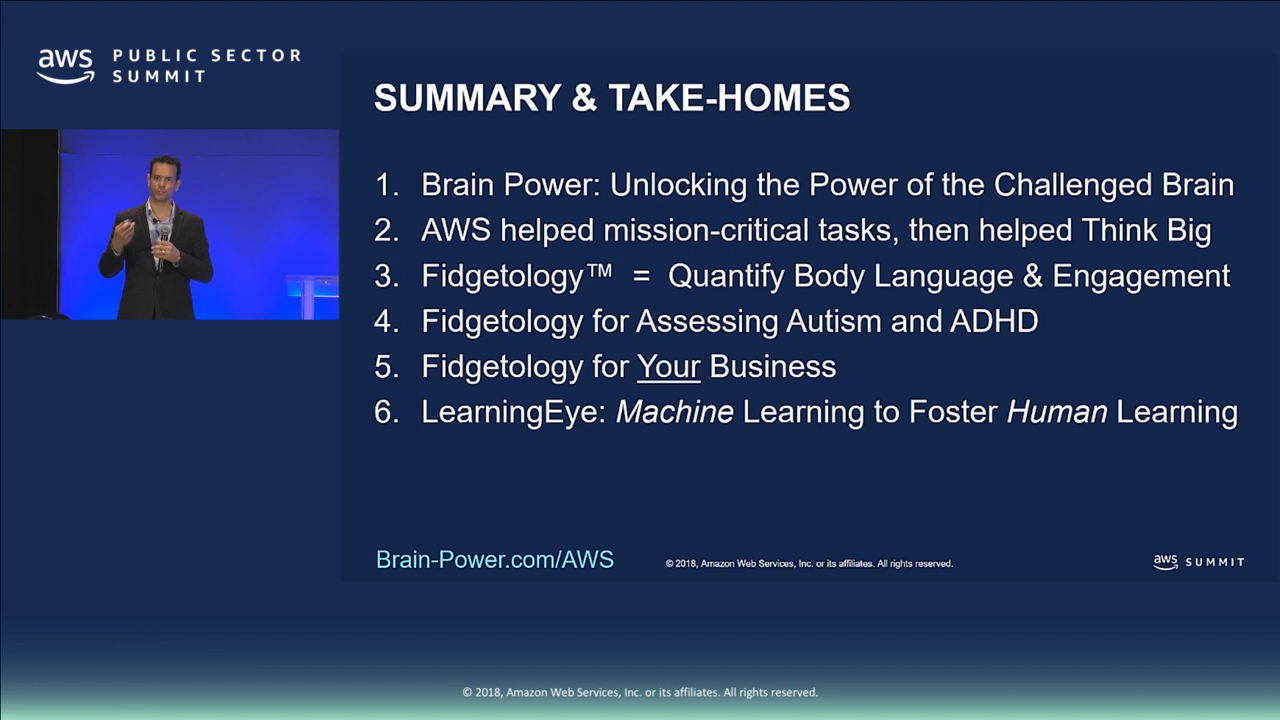 aws PUBLIC SECTOR
SUMMIT
SUMMARY & TAKE-HOMES
1. Brain Power: Unlocking the Power of the Challenged Brain
2. AWS helped mission-critical tasks, then helped Think Big
3. Fidgetology™ = Quantify Body Language & Engagement
4. Fidgetology for Assessing Autism and ADHD
5. Fidgetology for Your Business
6. LearningEye: Machine Learning to Foster Human Learning
Brain-Power.com/AWS
© 2018, Amazon Web Services, Inc. or its affiliates. All rights reserved.
aws SUMMIT
© 2018, Amazon Web Services, Inc. or its affiliates. All rights reserved.